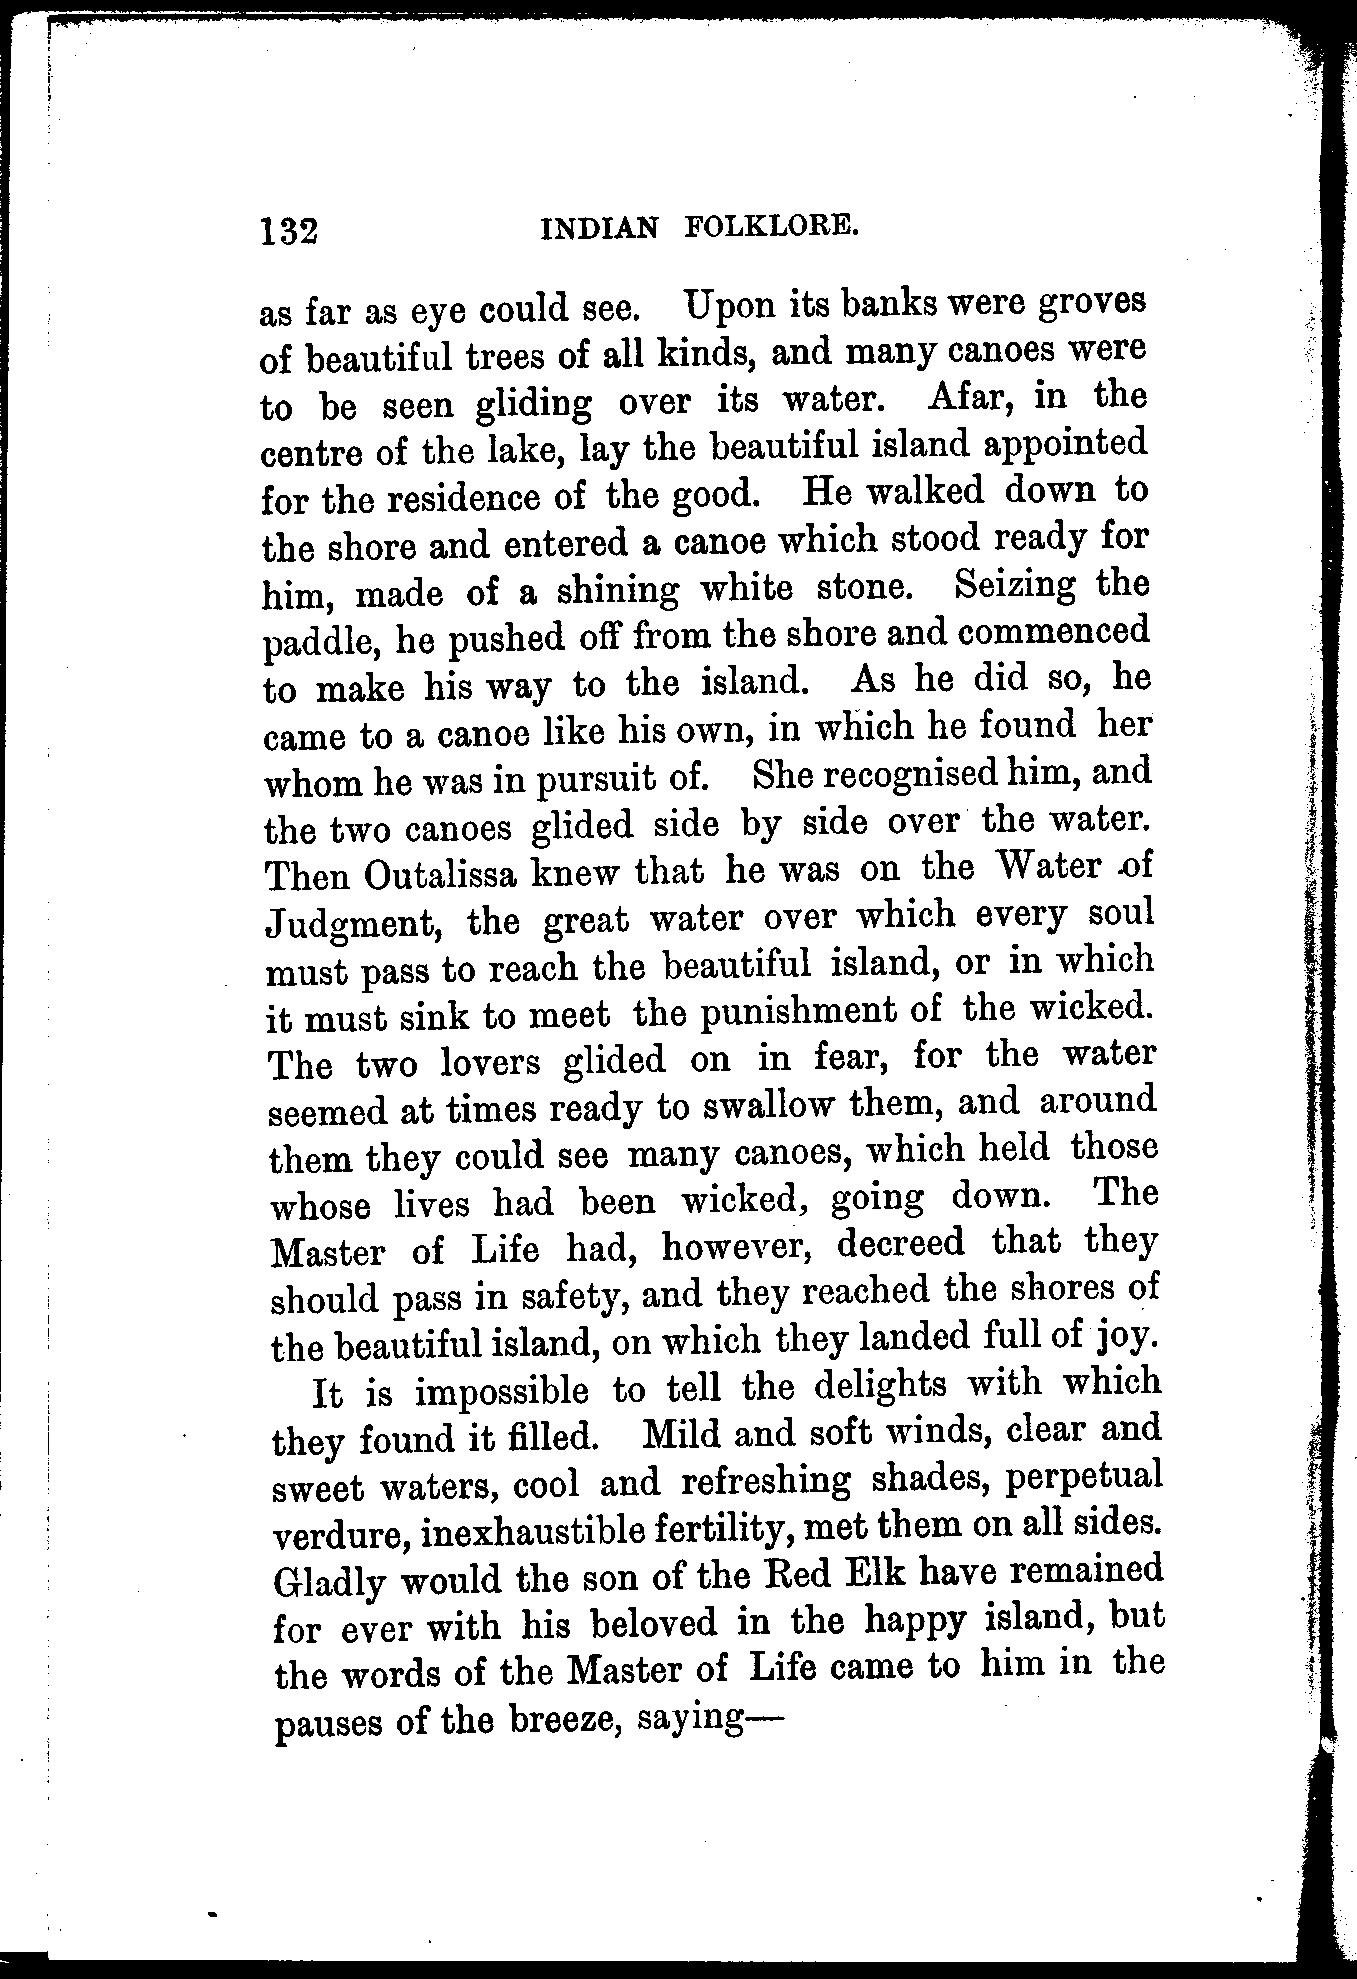 132 INDIAN FOLKLORE.
as far as eye could see. Upon its banks were groves
of beautiful trees of all kinds, and many canoes were
to be seen gliding over its water. Afar, in the
centre of the lake, lay the beautiful island appointed
for the residence of the good. He walked down to
the shore and entered a canoe which stood ready for
him, made of a shining white stone. Seizing the
paddle, he pushed off from the shore and commenced
to make his way to the island. As he did so, he
came to a canoe like his own, in which he found her
whom he was in pursuit of. She recognised him, and
the two canoes glided side by side over the water.
Then Outalissa knew that he was on the Water of
Judgment, the great water over which every soul
must pass to reach the beautiful island, or in which
it must sink to meet the punishment of the wicked.
The two lovers glided on in fear, for the water
seemed at times ready to swallow them, and around
them they could see many canoes, which held those
whose lives had been wicked, going down. The
Master of Life had, however, decreed that they
should pass in safety, and they reached the shores of
the beautiful island, on which they landed full of joy.
It is impossible to tell the delights with which
they found it filled. Mild and soft winds, clear and
sweet waters, cool and refreshing shades, perpetual
verdure, inexhaustible fertility, met them on all sides.
Gladly would the son of the Red Elk have remained
for ever with his beloved in the happy island, but
the words of the Master of Life came to him in the
pauses of the breeze, saying—